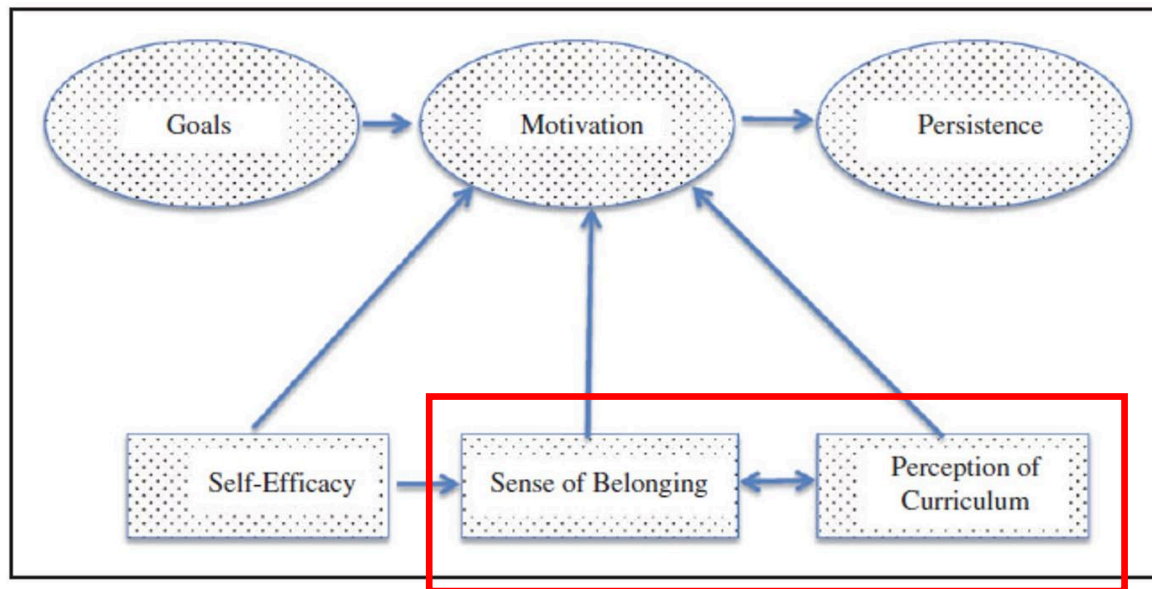 Goals
Motivation
Persistence
Self-Efficacy
Sense of Belonging
Perception of
Curriculum